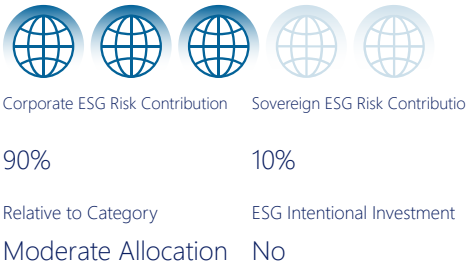 Corporate ESG Risk Contribution Sovereign ESG Risk Contributio
90% 10%
Relative to Category ESG Intentional Investment
Moderate Allocation No